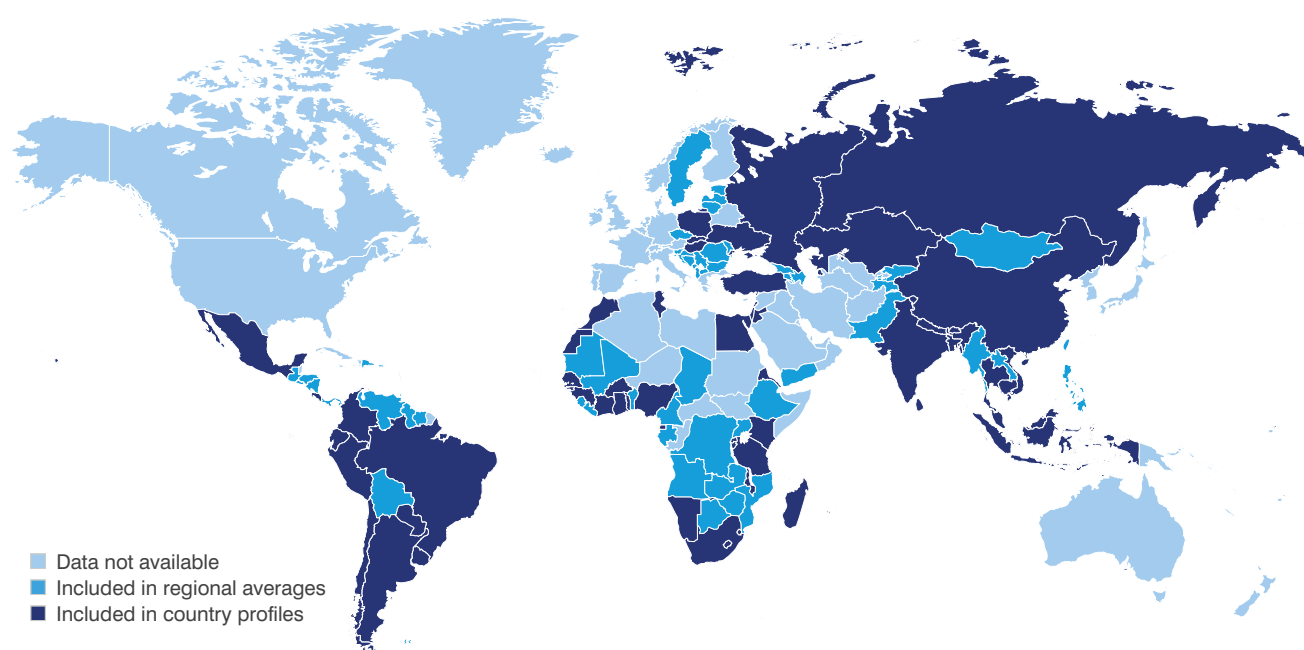 Data not available
Included in regional averages
Included in country profiles